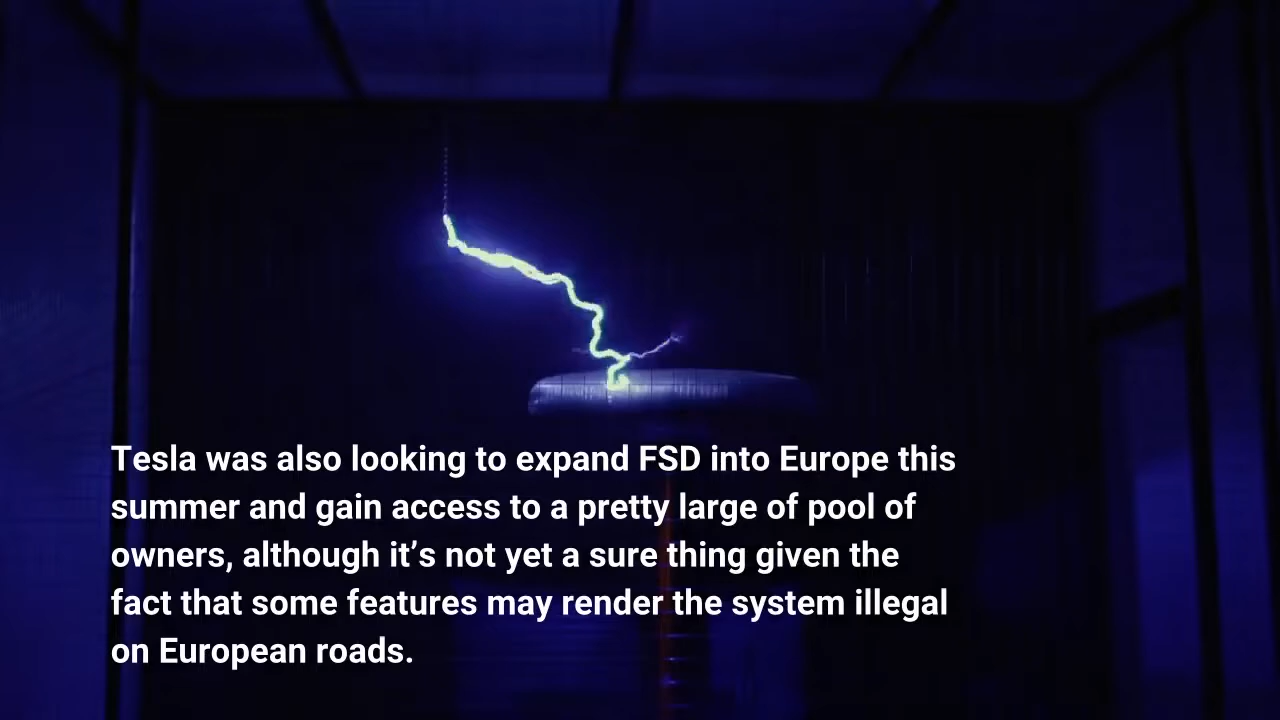 Tesla was also looking to expand FSD into Europe this
summer and gain access to a pretty large of pool of
owners, although it’s not yet a sure thing given the
fact that some features may render the system illegal
on European roads.